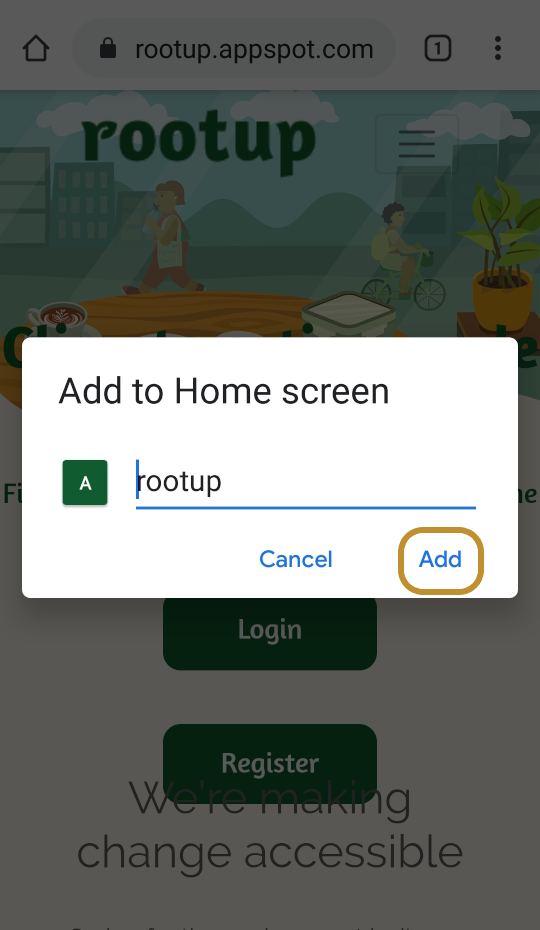 rootup.appspot.com
1
rootup
Add to Home screen
A
rootup
Cancel
Add
Login
Register
We're making
change accessible